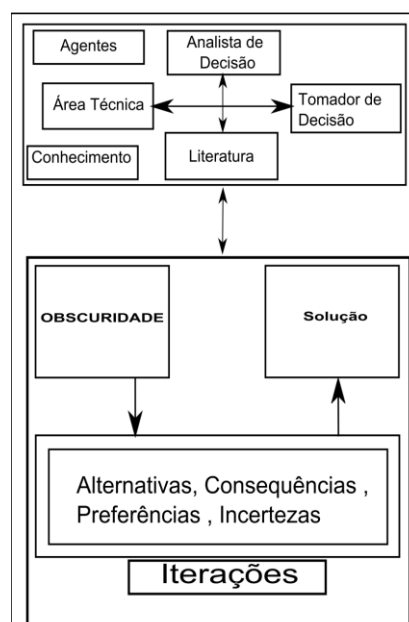 Agentes
Analista de
Decisão
Área Técnica
Tomador de
Decisão
Conhecimento
Literatura
OBSCURIDADE
Solução
Alternativas, Consequências ,
Preferências , Incertezas
Iterações